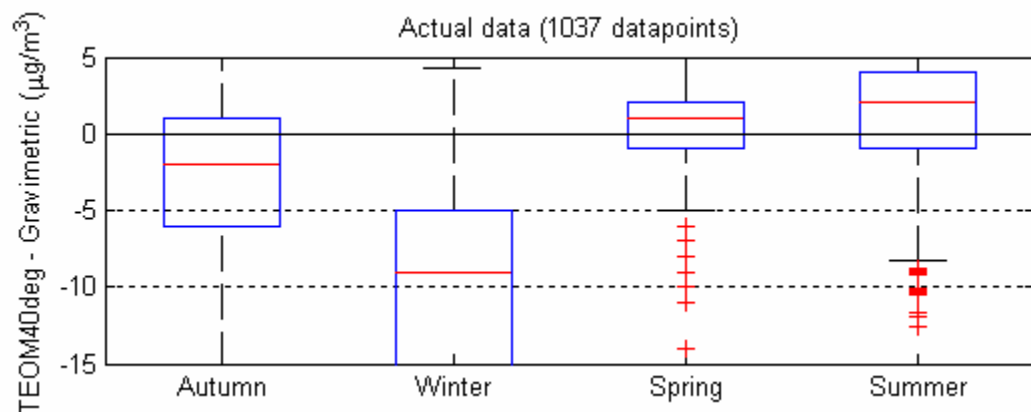 Actual data (1037 datapoints)
TEOM40deg - Gravimetric (µg/m³)
5
0
-5
-10
-15
Autumn Winter Spring Summer